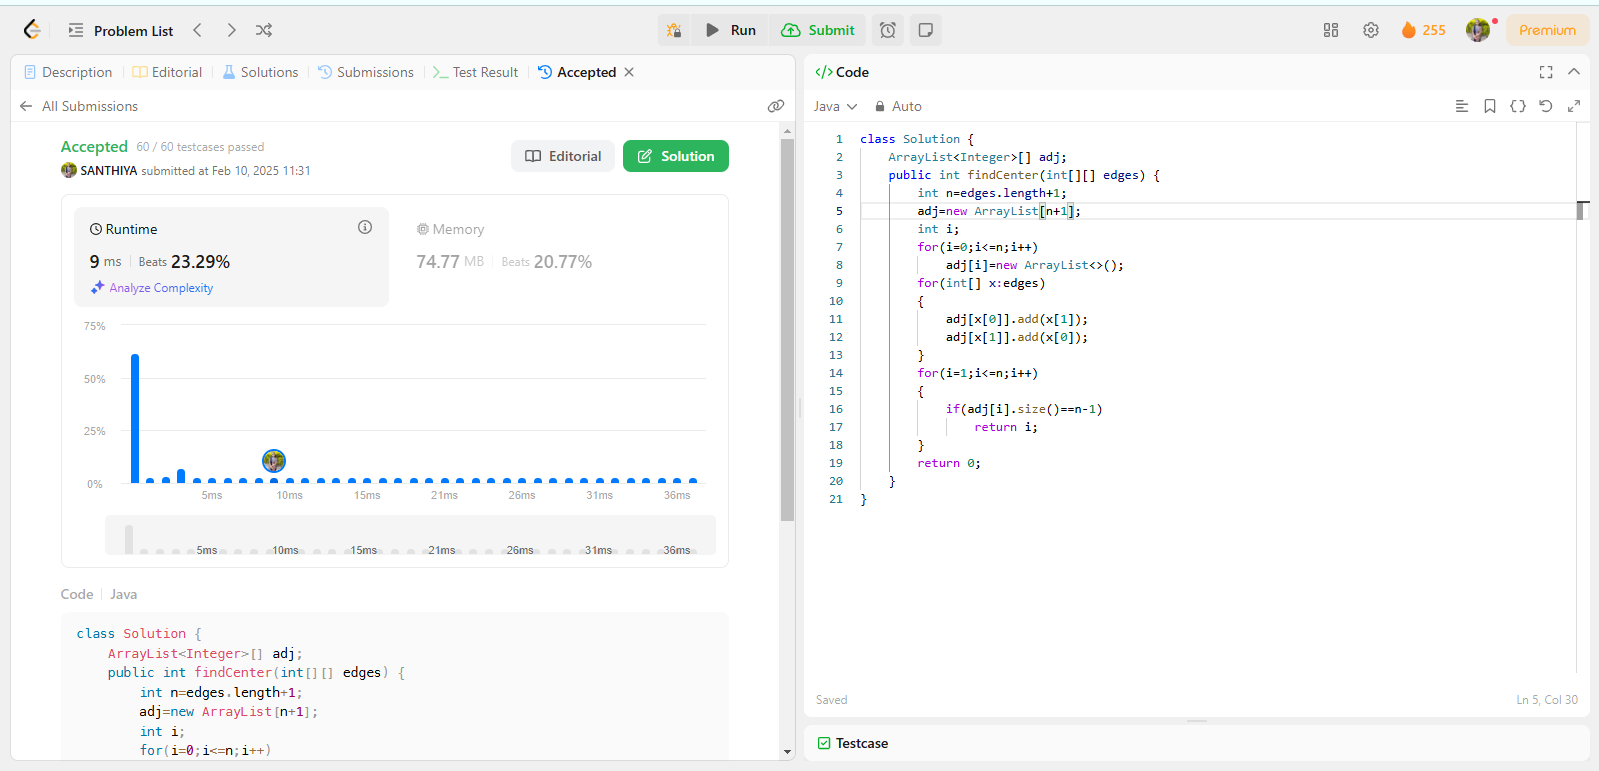 Problem List
Run
Submit
255
Premium
Description
Editorial
Solutions
Submissions
Test Result
Accepted
All Submissions
Accepted 60 / 60 testcases passed
SANTHIYA submitted at Feb 10, 2025 11:31
Editorial
Solution
Runtime
9 ms Beats 23.29%
Analyze Complexity
Memory
74.77 MB Beats 20.77%
75%
50%
25%
0%
5ms 10ms 15ms 21ms 26ms 31ms 36ms
5ms 10ms 15ms 21ms 26ms 31ms 36ms
Code Java
class Solution {
    ArrayList<Integer>[] adj;
    public int findCenter(int[][] edges) {
        int n=edges.length+1;
        adj=new ArrayList[n+1];
        int i;
        for(i=0;i<=n;i++)
</> Code
Java Auto
1 class Solution {
2     ArrayList<Integer>[] adj;
3     public int findCenter(int[][] edges) {
4         int n=edges.length+1;
5         adj=new ArrayList[n+1];
6         int i;
7         for(i=0;i<=n;i++)
8             adj[i]=new ArrayList<>();
9         for(int[] x:edges)
10         {
11             adj[x[0]].add(x[1]);
12             adj[x[1]].add(x[0]);
13         }
14         for(i=1;i<=n;i++)
15         {
16             if(adj[i].size()==n-1)
17                 return i;
18         }
19         return 0;
20     }
21 }
Saved
Ln 5, Col 30
Testcase